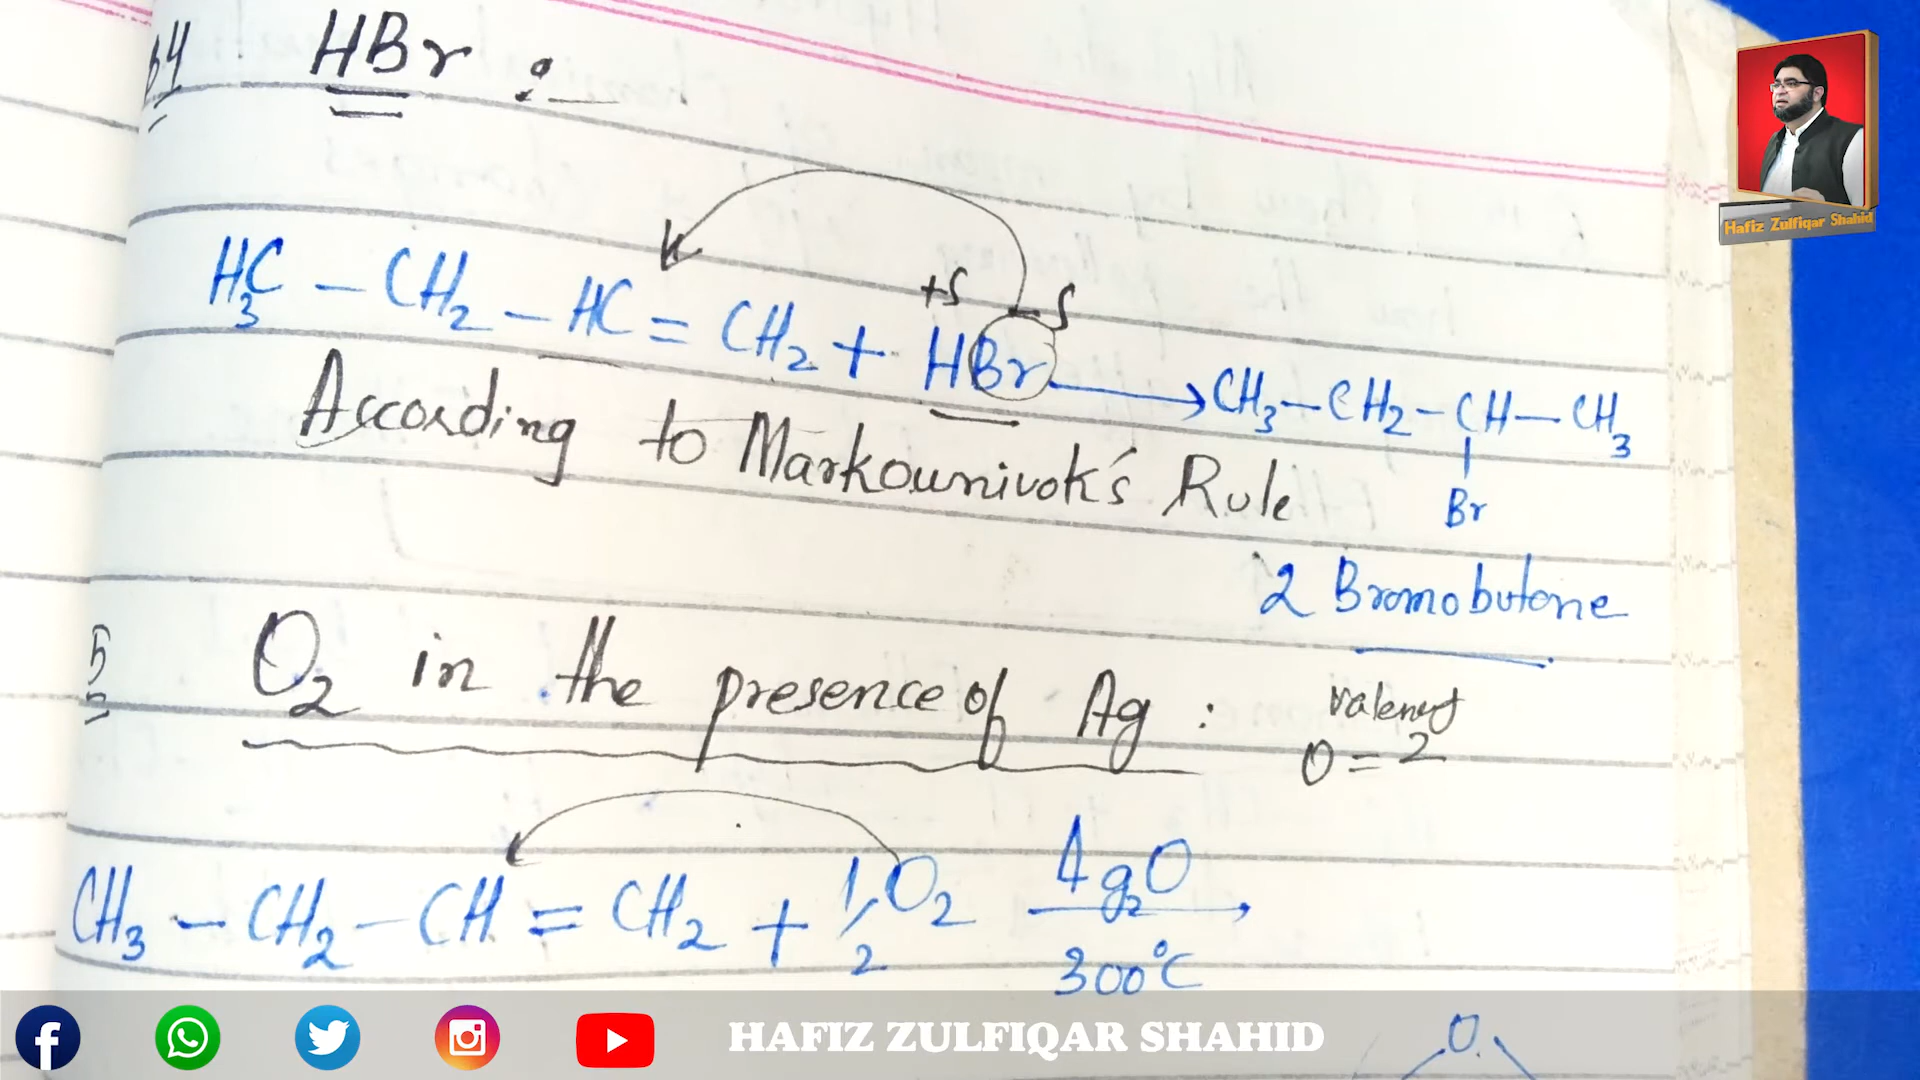 4 HBr :-
Hafiz Zulfiqar Shahid
+δ -δ
H₃C - CH₂ - HC = CH₂ + HBr → CH₃ - CH₂ - CH - CH₃
Br
According to Markounivok's Rule
2 Bromobutane
5 O₂ in the presence of Ag :
valency
O = 2
CH₃ - CH₂ - CH = CH₂ + 1/2 O₂ Ag₂O →
300°C
O
HAFIZ ZULFIQAR SHAHID